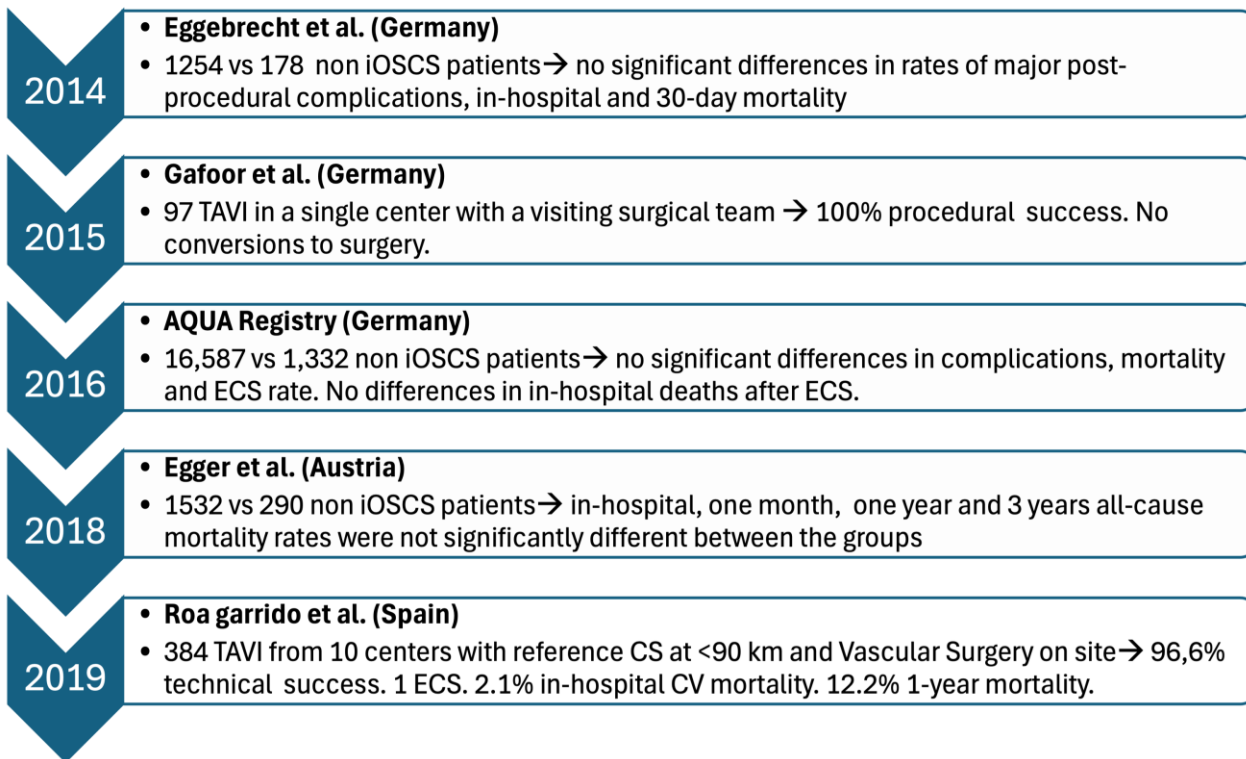 2014
• Eggebrecht et al. (Germany)
• 1254 vs 178 non iOSCS patients→ no significant differences in rates of major post-
procedural complications, in-hospital and 30-day mortality
2015
• Gafoor et al. (Germany)
• 97 TAVI in a single center with a visiting surgical team → 100% procedural success. No
conversions to surgery.
2016
• AQUA Registry (Germany)
• 16,587 vs 1,332 non iOSCS patients→ no significant differences in complications, mortality
and ECS rate. No differences in in-hospital deaths after ECS.
2018
• Egger et al. (Austria)
• 1532 vs 290 non iOSCS patients→ in-hospital, one month, one year and 3 years all-cause
mortality rates were not significantly different between the groups
2019
• Roa garrido et al. (Spain)
• 384 TAVI from 10 centers with reference CS at <90 km and Vascular Surgery on site→ 96,6%
technical success. 1 ECS. 2.1% in-hospital CV mortality. 12.2% 1-year mortality.